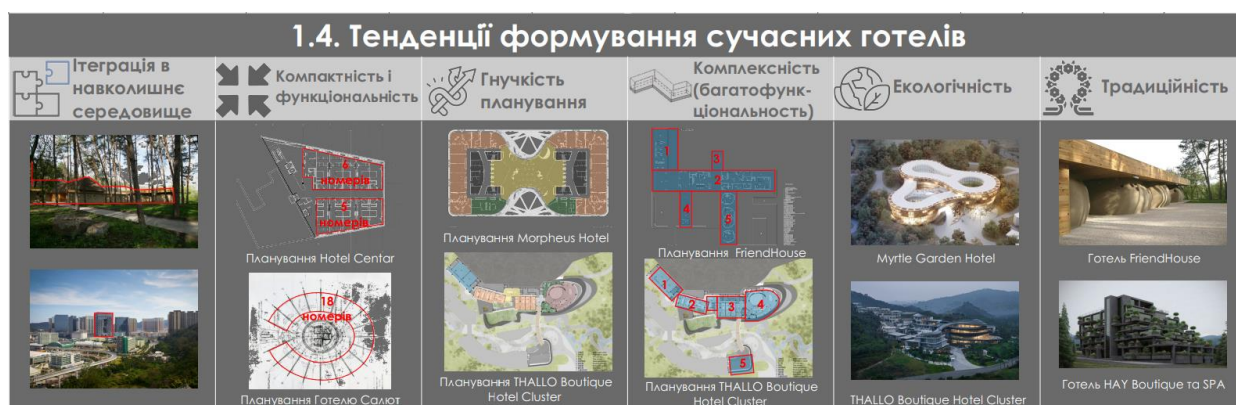 1.4. Тенденції формування сучасних готелів
Ітеграція в
навколишнє
середовище
Компактність і
функціональність
Гнучкість
планування
Комплексність
(багатофунк-
ціональность)
Екологічність
Традиційність
6
номерів
5
номерів
Планування Hotel Centar
18
номерів
Планування Готелю Салют
Планування Morpheus Hotel
Планування THALLO Boutique
Hotel Cluster
1
3
2
4
5
Планування FriendHouse
1
2
3
4
5
Планування THALLO Boutique
Hotel Cluster
Myrtle Garden Hotel
THALLO Boutique Hotel Cluster
Готель FriendHouse
Готель HAY Boutique та SPA